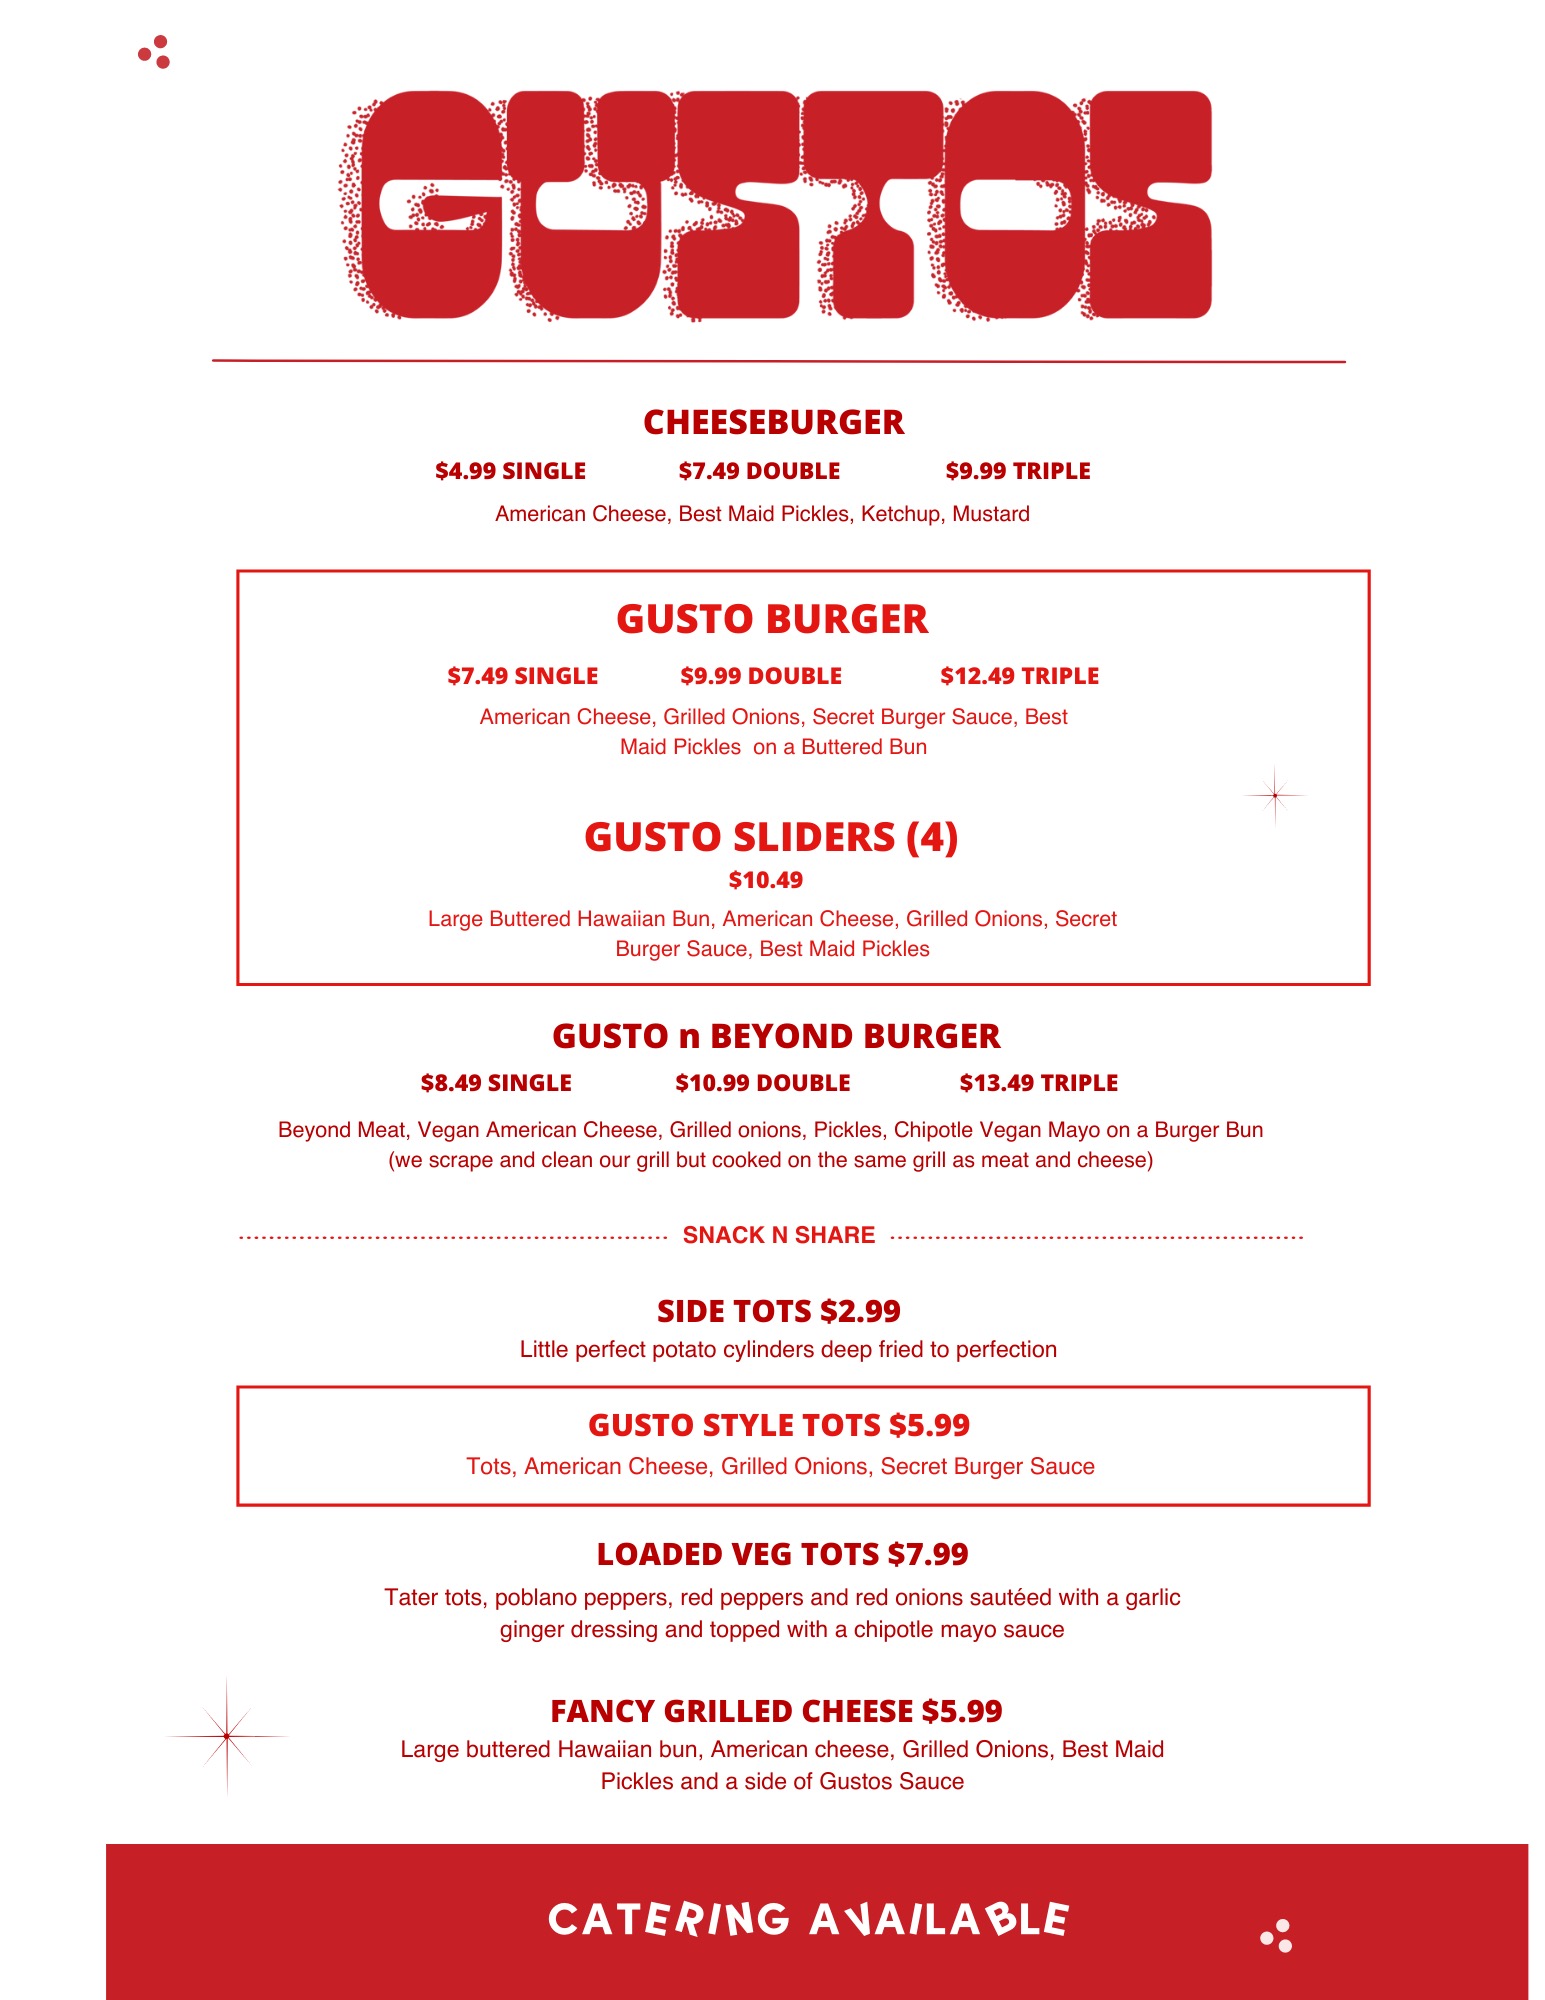 GUSTOS
CHEESEBURGER
$4.99 SINGLE $7.49 DOUBLE $9.99 TRIPLE
American Cheese, Best Maid Pickles, Ketchup, Mustard
GUSTO BURGER
$7.49 SINGLE $9.99 DOUBLE $12.49 TRIPLE
American Cheese, Grilled Onions, Secret Burger Sauce, Best
Maid Pickles on a Buttered Bun
GUSTO SLIDERS (4)
$10.49
Large Buttered Hawaiian Bun, American Cheese, Grilled Onions, Secret
Burger Sauce, Best Maid Pickles
GUSTO n BEYOND BURGER
$8.49 SINGLE $10.99 DOUBLE $13.49 TRIPLE
Beyond Meat, Vegan American Cheese, Grilled onions, Pickles, Chipotle Vegan Mayo on a Burger Bun
(we scrape and clean our grill but cooked on the same grill as meat and cheese)
SNACK N SHARE
SIDE TOTS $2.99
Little perfect potato cylinders deep fried to perfection
GUSTO STYLE TOTS $5.99
Tots, American Cheese, Grilled Onions, Secret Burger Sauce
LOADED VEG TOTS $7.99
Tater tots, poblano peppers, red peppers and red onions sautéed with a garlic
ginger dressing and topped with a chipotle mayo sauce
FANCY GRILLED CHEESE $5.99
Large buttered Hawaiian bun, American cheese, Grilled Onions, Best Maid
Pickles and a side of Gustos Sauce
CATERING AVAILABLE